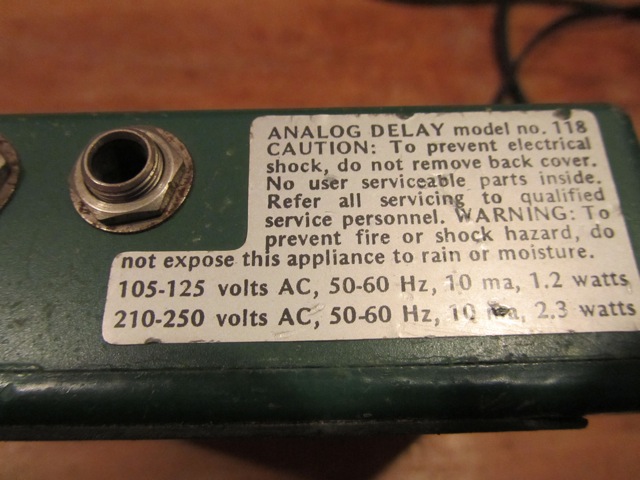 ANALOG DELAY model no. 118
CAUTION: To prevent electrical
shock, do not remove back cover.
No user serviceable parts inside.
Refer all servicing to qualified
service personnel. WARNING: To
prevent fire or shock hazard, do
not expose this appliance to rain or moisture.
105-125 volts AC, 50-60 Hz, 10 ma, 1.2 watts
210-250 volts AC, 50-60 Hz, 10 ma, 2.3 watts